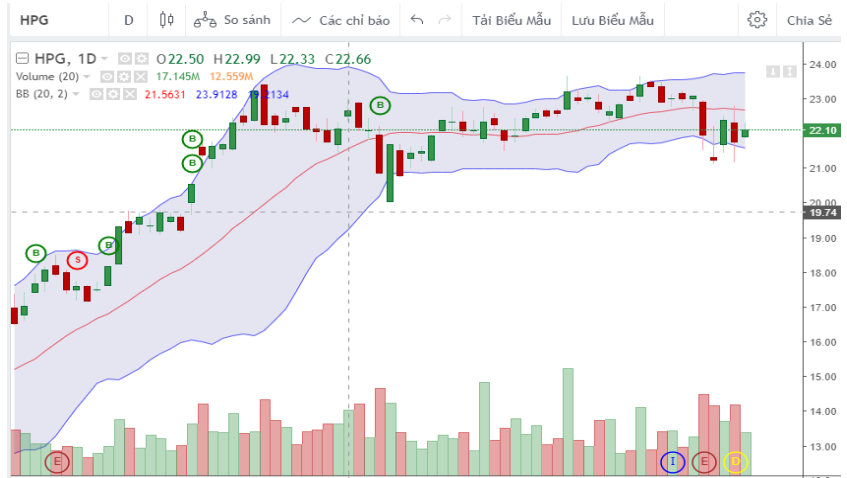 HPG D So sánh Các chỉ báo Tải Biểu Mẫu Lưu Biểu Mẫu Chia Sẻ
HPG, 1D O22.50 H22.99 L22.33 C22.66
Volume (20) 17.145M 12.559M
BB (20, 2) 21.5631 23.9128 19.2134
24.00
23.00
22.10
21.00
20.00
19.74
19.00
18.00
17.00
16.00
15.00
14.00
13.00
B
B
B
B
B
S
E
I
E
D